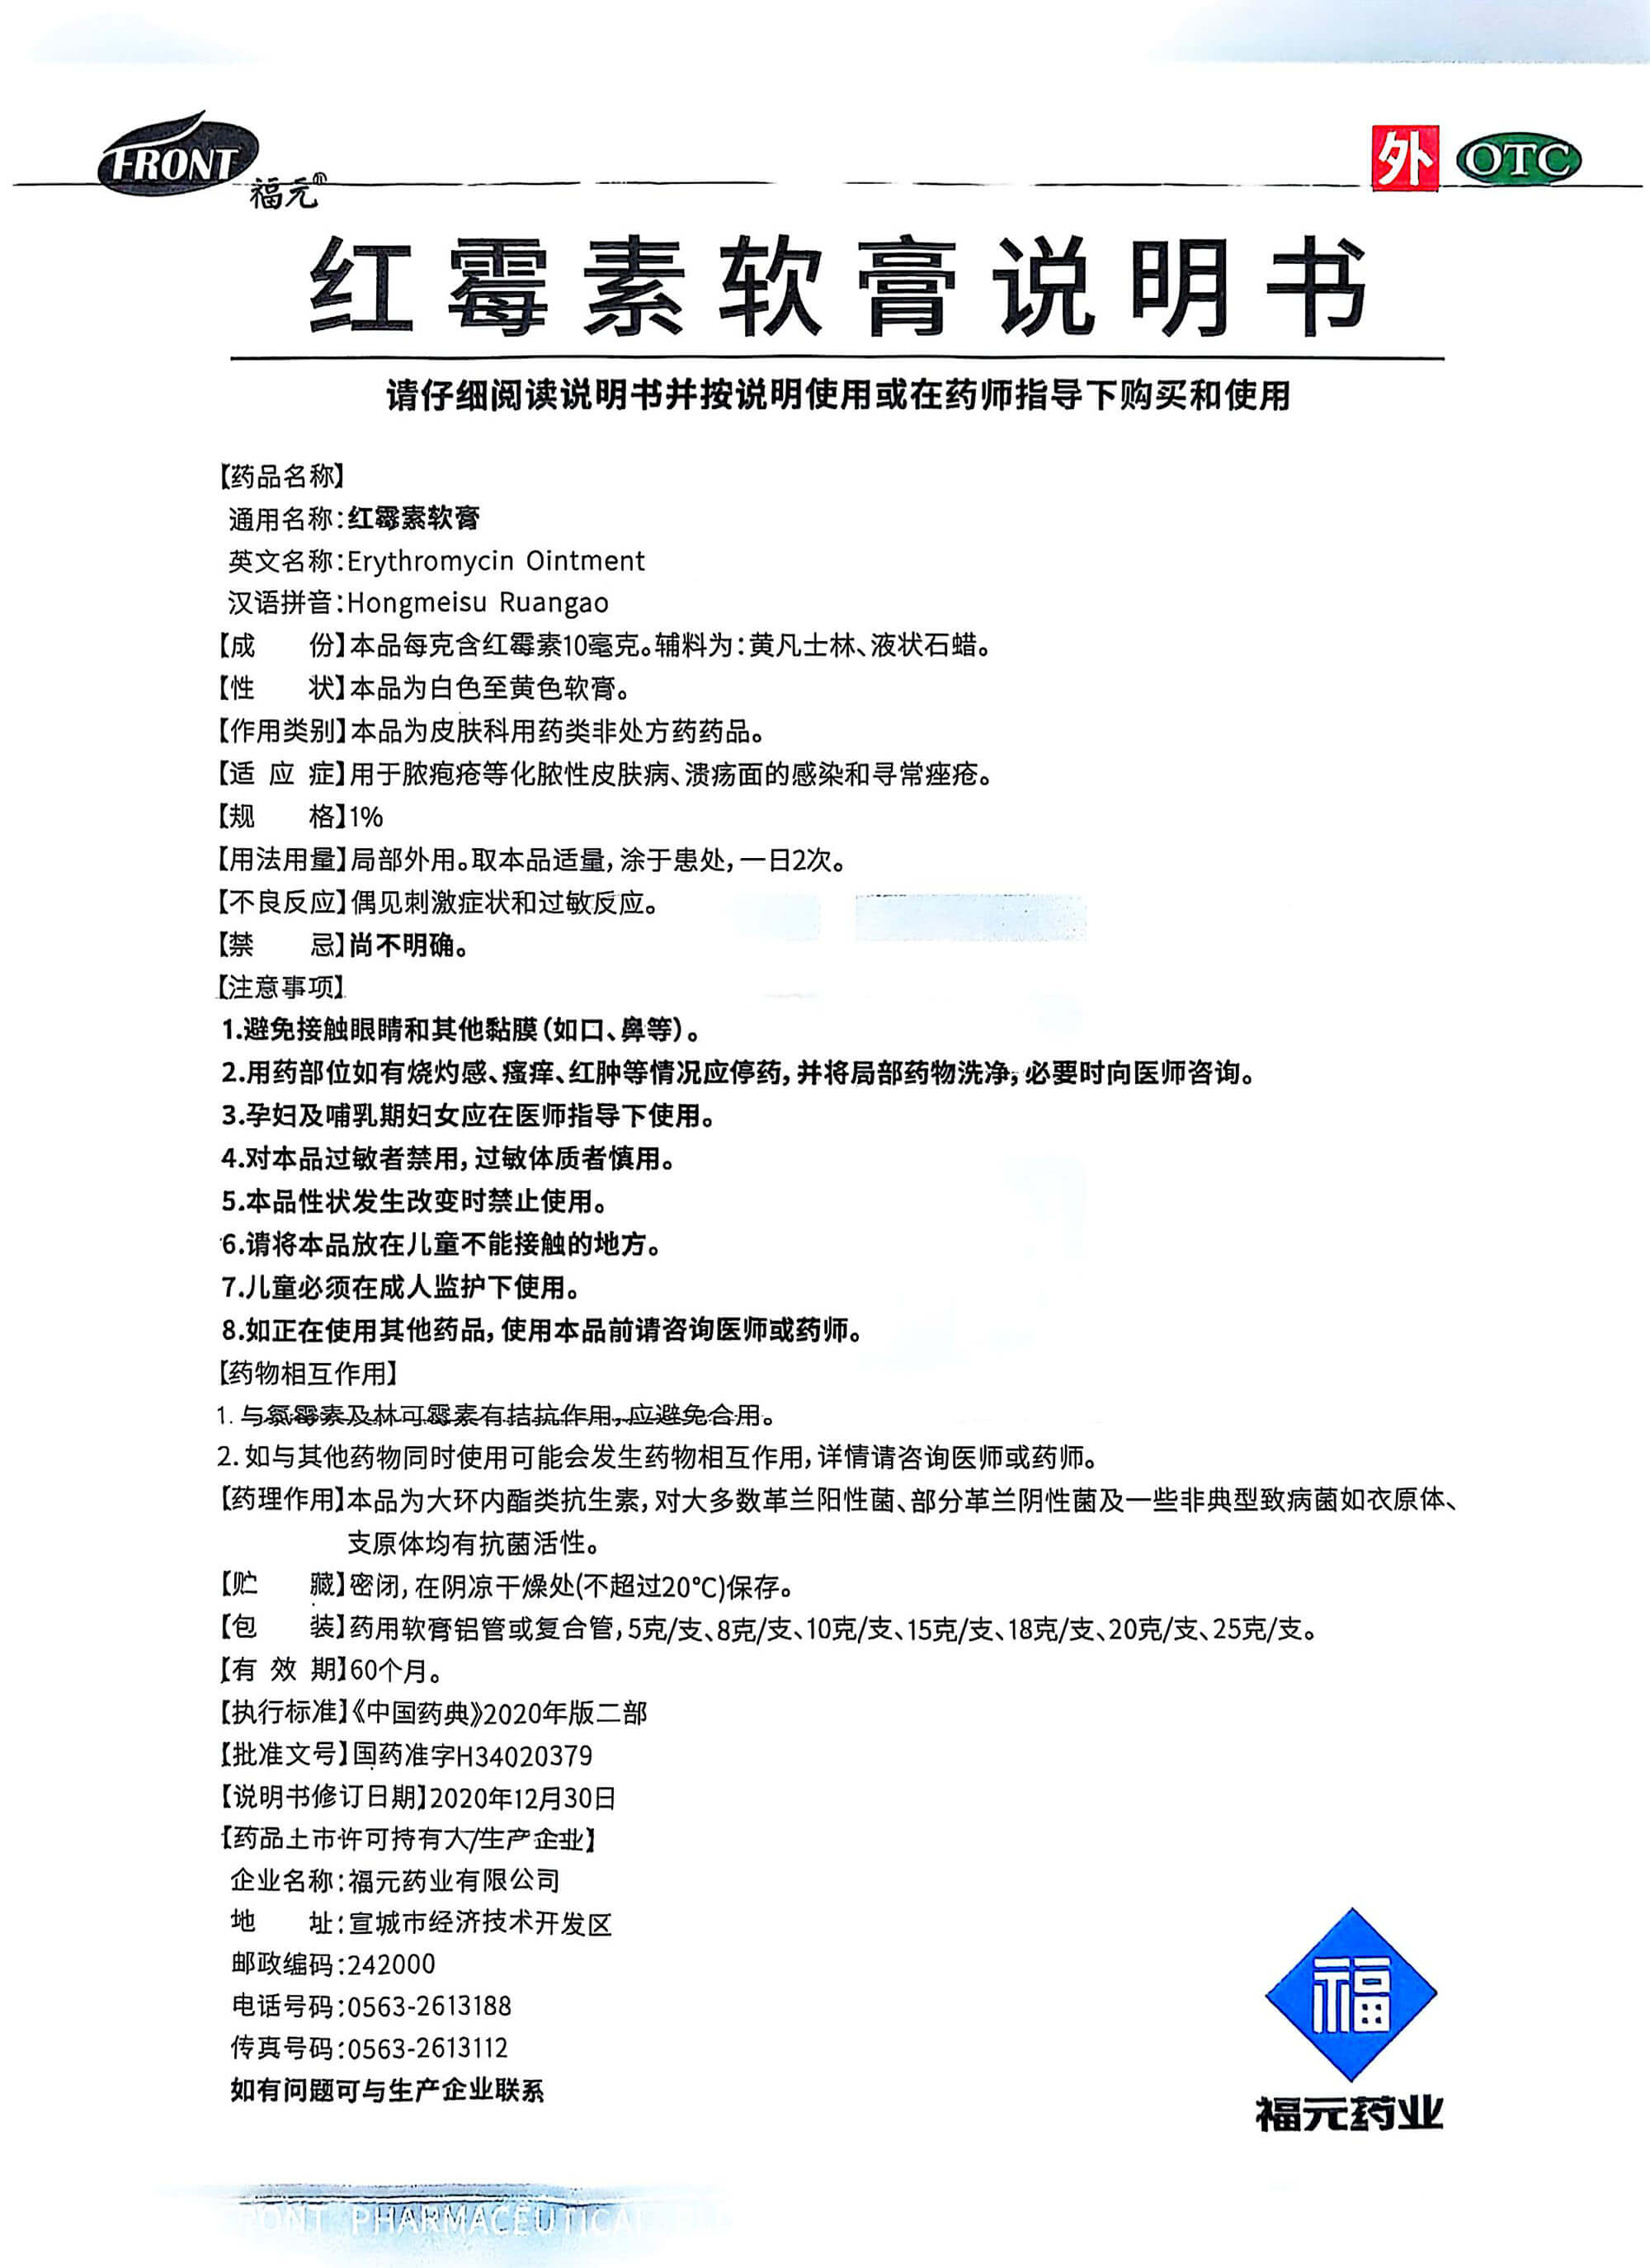 FRONT
福元®
外 OTC
红霉素软膏说明书
请仔细阅读说明书并按说明使用或在药师指导下购买和使用
【药品名称】
通用名称:红霉素软膏
英文名称:Erythromycin Ointment
汉语拼音:Hongmeisu Ruangao
【成 份】本品每克含红霉素10毫克。辅料为:黄凡士林、液状石蜡。
【性 状】本品为白色至黄色软膏。
【作用类别】本品为皮肤科用药类非处方药药品。
【适 应 症】用于脓疱疮等化脓性皮肤病、溃疡面的感染和寻常痤疮。
【规 格】1%
【用法用量】局部外用。取本品适量,涂于患处,一日2次。
【不良反应】偶见刺激症状和过敏反应。
【禁 忌】尚不明确。
【注意事项】
1.避免接触眼睛和其他黏膜(如口、鼻等)。
2.用药部位如有烧灼感、瘙痒、红肿等情况应停药,并将局部药物洗净,必要时向医师咨询。
3.孕妇及哺乳期妇女应在医师指导下使用。
4.对本品过敏者禁用,过敏体质者慎用。
5.本品性状发生改变时禁止使用。
6.请将本品放在儿童不能接触的地方。
7.儿童必须在成人监护下使用。
8.如正在使用其他药品,使用本品前请咨询医师或药师。
【药物相互作用】
1.与氯霉素及林可霉素有拮抗作用,应避免合用。
2.如与其他药物同时使用可能会发生药物相互作用,详情请咨询医师或药师。
【药理作用】本品为大环内酯类抗生素,对大多数革兰阳性菌、部分革兰阴性菌及一些非典型致病菌如衣原体、
支原体均有抗菌活性。
【贮 藏】密闭,在阴凉干燥处(不超过20°C)保存。
【包 装】药用软膏铝管或复合管,5克/支、8克/支、10克/支、15克/支、18克/支、20克/支、25克/支。
【有 效 期】60个月。
【执行标准】《中国药典》2020年版二部
【批准文号】国药准字H34020379
【说明书修订日期】2020年12月30日
【药品上市许可持有人/生产企业】
企业名称:福元药业有限公司
地 址:宣城市经济技术开发区
邮政编码:242000
电话号码:0563-2613188
传真号码:0563-2613112
如有问题可与生产企业联系
福
福元药业
FRONT PHARMACEUTICAL